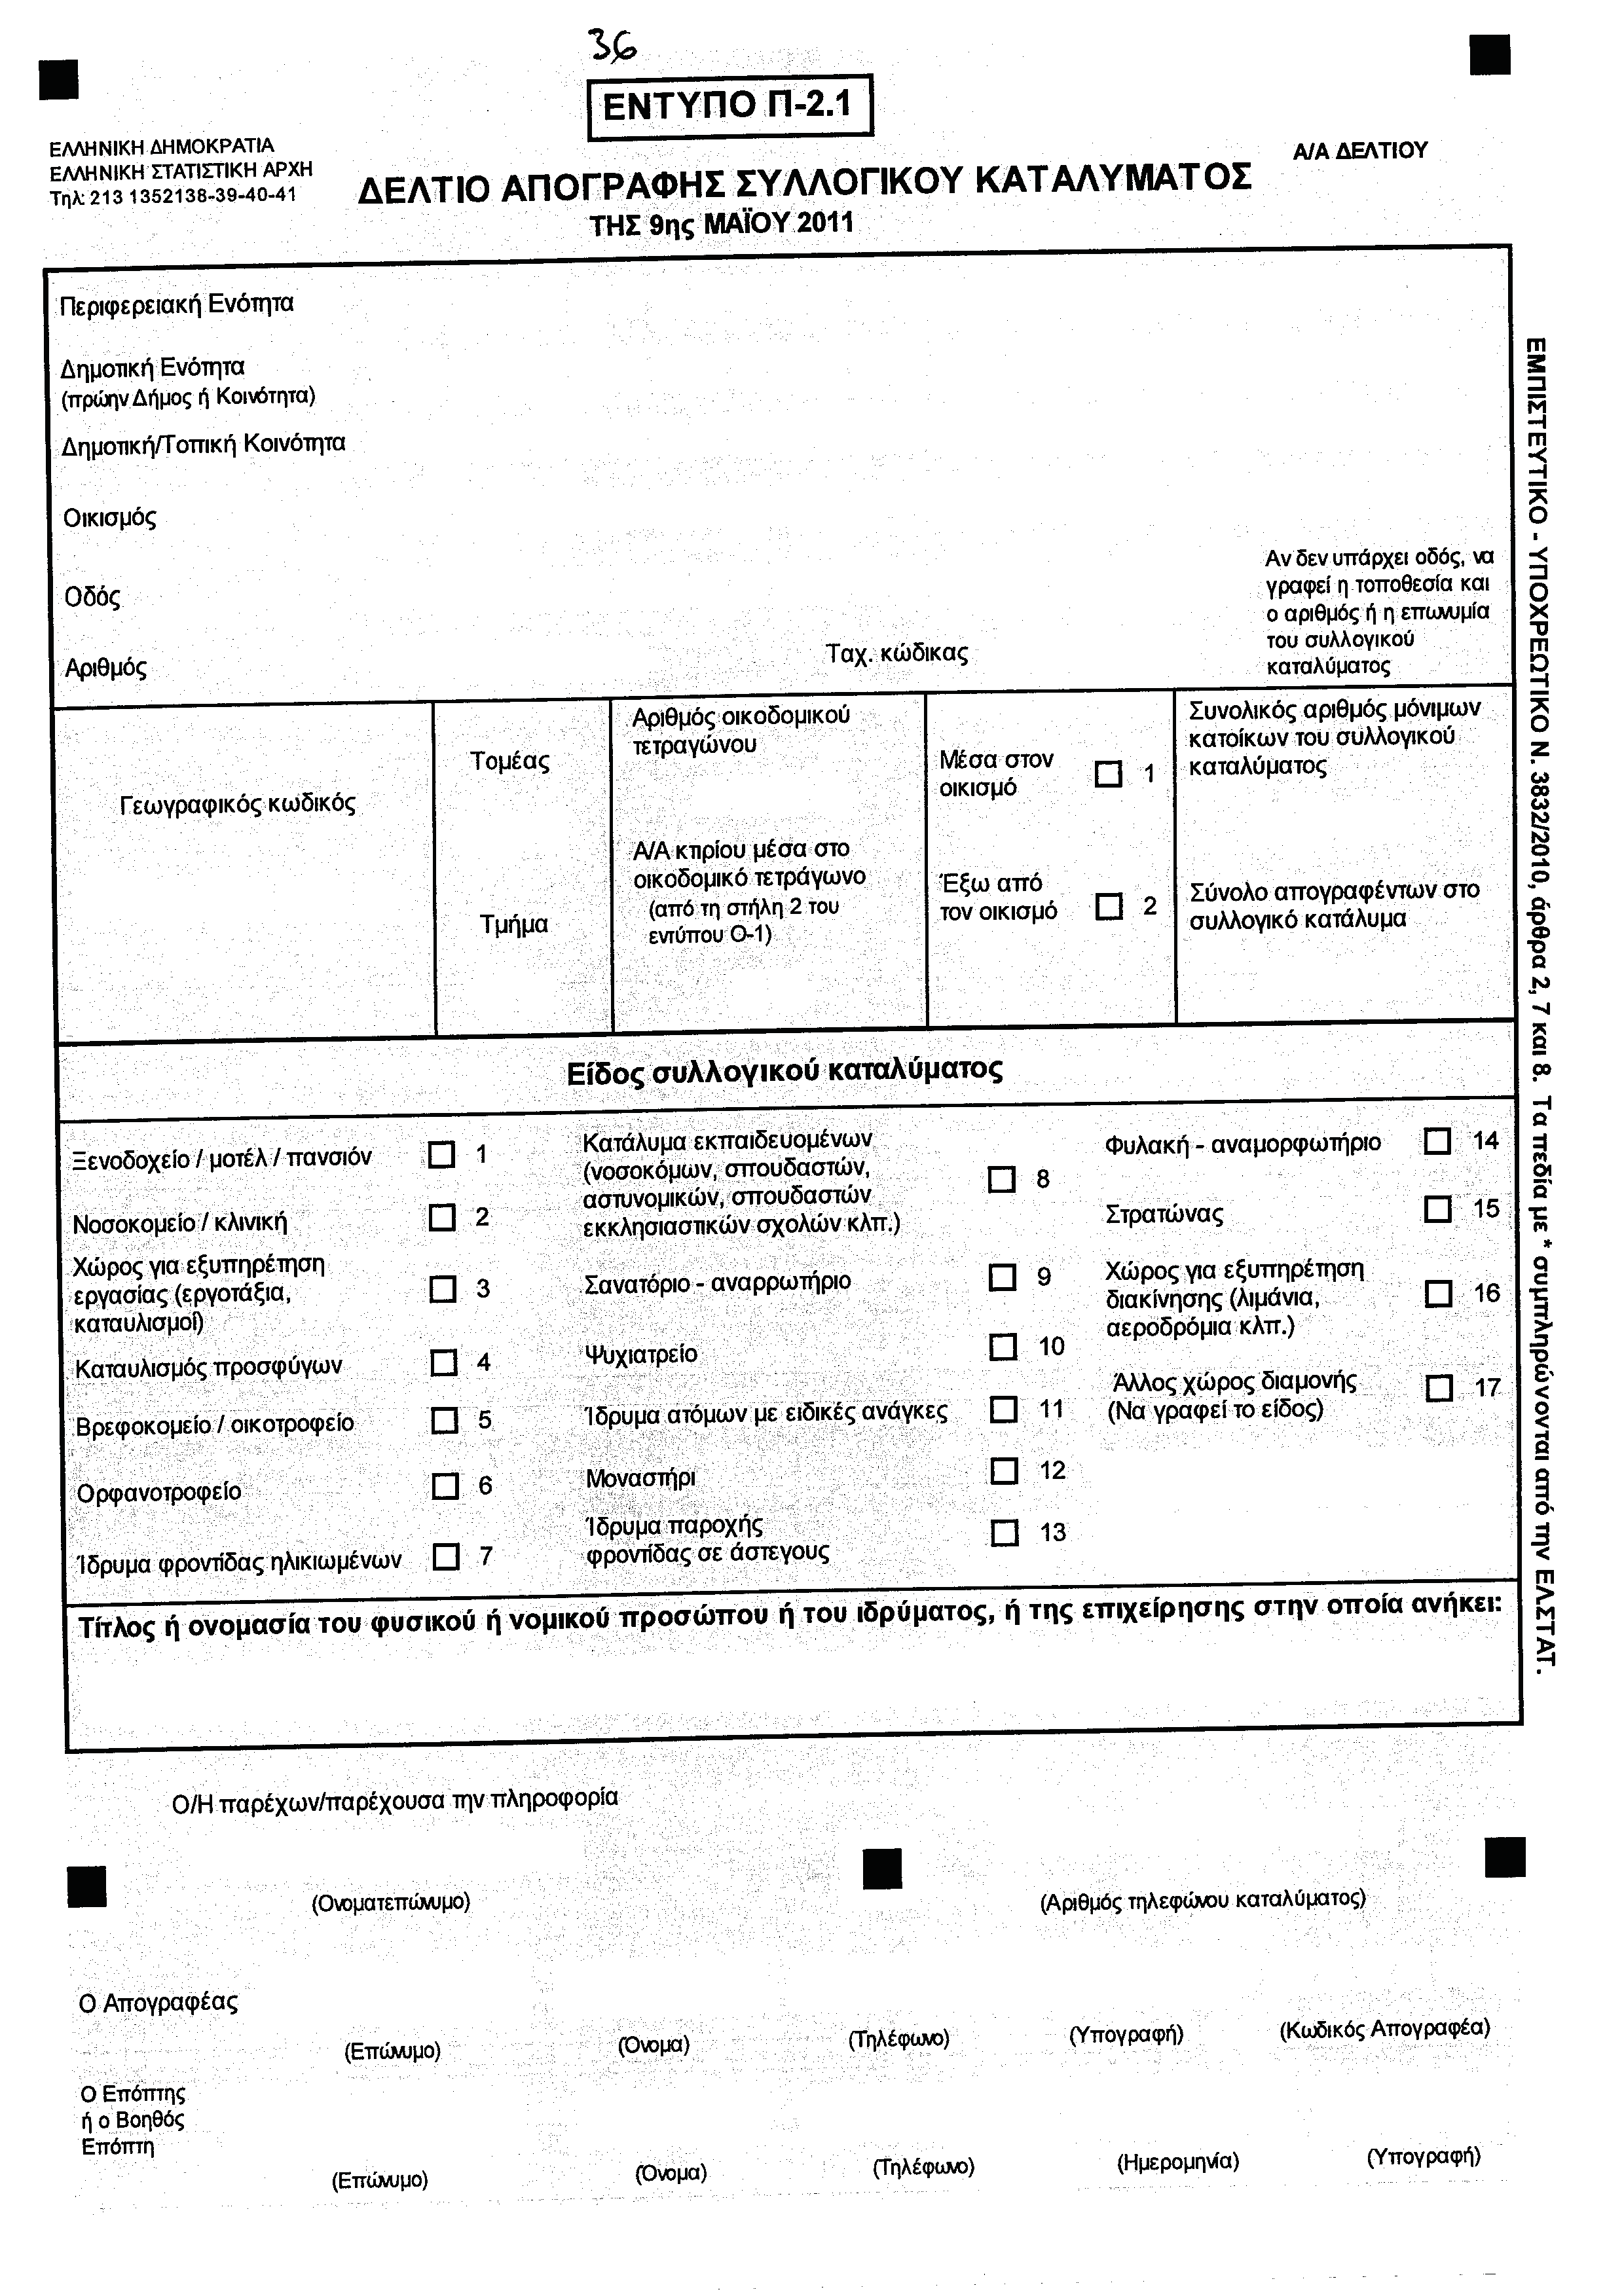 36
ΕΝΤΥΠΟ Π-2.1
ΕΛΛΗΝΙΚΗ ΔΗΜΟΚΡΑΤΙΑ
ΕΛΛΗΝΙΚΗ ΣΤΑΤΙΣΤΙΚΗ ΑΡΧΗ
Τηλ: 213 1352138-39-40-41
Α/Α ΔΕΛΤΙΟΥ
ΔΕΛΤΙΟ ΑΠΟΓΡΑΦΗΣ ΣΥΛΛΟΓΙΚΟΥ ΚΑΤΑΛΥΜΑΤΟΣ
ΤΗΣ 9ης ΜΑΪΟΥ 2011
Περιφερειακή Ενότητα
Δημοτική Ενότητα
(πρώην Δήμος ή Κοινότητα)
Δημοτική/Τοπική Κοινότητα
Οικισμός
Οδός
Αριθμός
Ταχ. κώδικας
Αν δεν υπάρχει οδός, να
γραφεί η τοποθεσία και
ο αριθμός ή η επωνυμία
του συλλογικού
καταλύματος
Γεωγραφικός κωδικός
Τομέας
Τμήμα
Αριθμός οικοδομικού
τετραγώνου
Α/Α κτιρίου μέσα στο
οικοδομικό τετράγωνο
(από τη στήλη 2 του
εντύπου Ο-1)
Μέσα στον
οικισμό 1
Έξω από
τον οικισμό 2
Συνολικός αριθμός μόνιμων
κατοίκων του συλλογικού
καταλύματος
Σύνολο απογραφέντων στο
συλλογικό κατάλυμα
Είδος συλλογικού καταλύματος
Ξενοδοχείο / μοτέλ / πανσιόν 1
Νοσοκομείο / κλινική 2
Χώρος για εξυπηρέτηση
εργασίας (εργοτάξια, 3
καταυλισμοί)
Καταυλισμός προσφύγων 4
Βρεφοκομείο / οικοτροφείο 5
Ορφανοτροφείο 6
Ίδρυμα φροντίδας ηλικιωμένων 7
Κατάλυμα εκπαιδευομένων
(νοσοκόμων, σπουδαστών, 8
αστυνομικών, σπουδαστών
εκκλησιαστικών σχολών κλπ.)
Σανατόριο - αναρρωτήριο 9
Ψυχιατρείο 10
Ίδρυμα ατόμων με ειδικές ανάγκες 11
Μοναστήρι 12
Ίδρυμα παροχής 13
φροντίδας σε άστεγους
Φυλακή - αναμορφωτήριο 14
Στρατώνας 15
Χώρος για εξυπηρέτηση
διακίνησης (λιμάνια, 16
αεροδρόμια κλπ.)
Άλλος χώρος διαμονής 17
(Να γραφεί το είδος)
Τίτλος ή ονομασία του φυσικού ή νομικού προσώπου ή του ιδρύματος, ή της επιχείρησης στην οποία ανήκει:
ΕΜΠΙΣΤΕΥΤΙΚΟ - ΥΠΟΧΡΕΩΤΙΚΟ Ν. 3832/2010, άρθρα 2, 7 και 8. Τα πεδία με * συμπληρώνονται από την ΕΛΣΤΑΤ.
Ο/Η παρέχων/παρέχουσα την πληροφορία
(Ονοματεπώνυμο)
(Αριθμός τηλεφώνου καταλύματος)
Ο Απογραφέας
(Επώνυμο) (Όνομα) (Τηλέφωνο) (Υπογραφή) (Κωδικός Απογραφέα)
Ο Επόπτης
ή ο Βοηθός
Επόπτη
(Επώνυμο) (Όνομα) (Τηλέφωνο) (Ημερομηνία) (Υπογραφή)